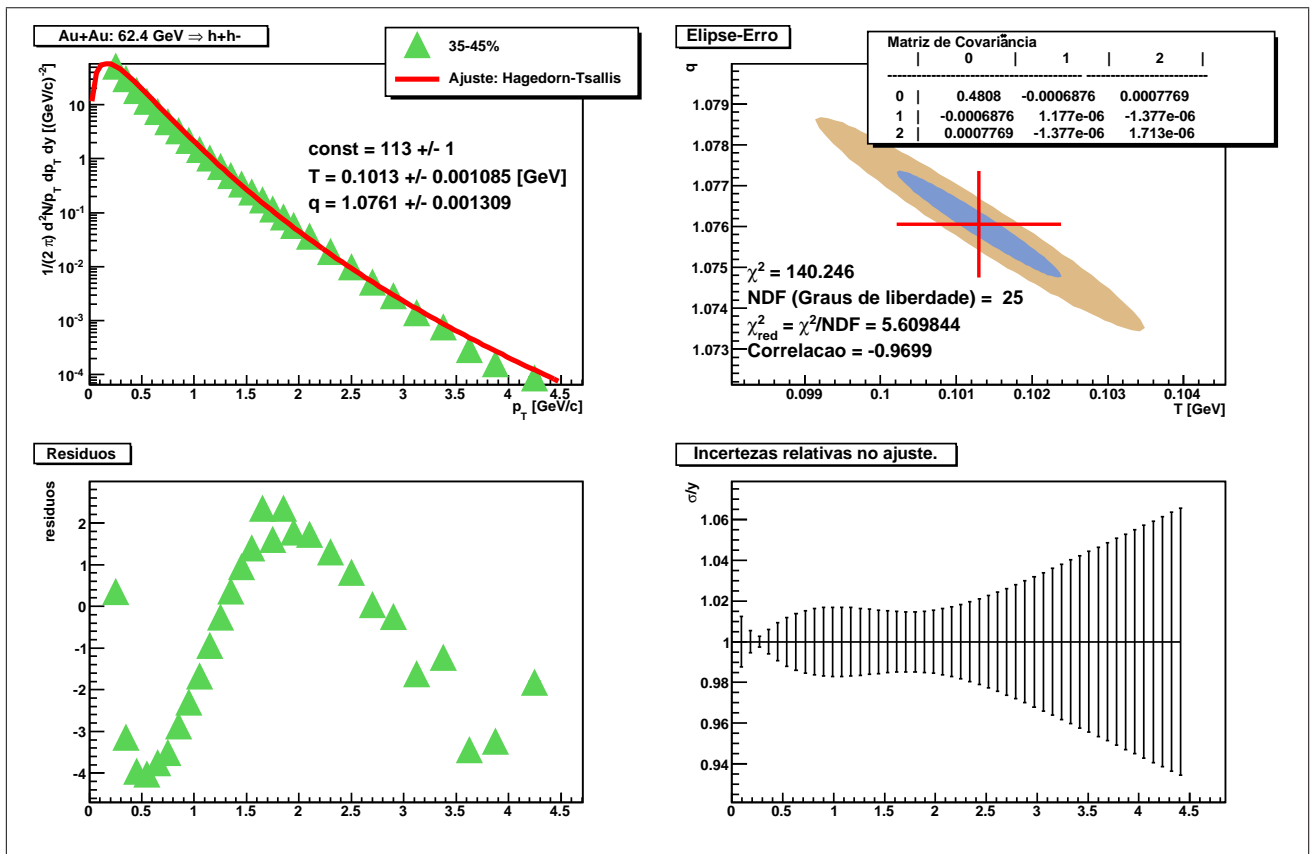 Au+Au: 62.4 GeV ⇒ h+h-
35-45%
Ajuste: Hagedorn-Tsallis
const = 113 +/- 1
T = 0.1013 +/- 0.001085 [GeV]
q = 1.0761 +/- 0.001309
1/(2 π) d²N/p_T dp_T dy [(GeV/c)⁻²]
10
1
10⁻¹
10⁻²
10⁻³
10⁻⁴
0 0.5 1 1.5 2 2.5 3 3.5 4 4.5
p_T [GeV/c]
Elipse-Erro
Matriz de Covariância
| 0 | 1 | 2 |
0 | 0.4808 -0.0006876 0.0007769
1 | -0.0006876 1.177e-06 -1.377e-06
2 | 0.0007769 -1.377e-06 1.713e-06
q
1.079
1.078
1.077
1.076
1.075
1.074
1.073
χ² = 140.246
NDF (Graus de liberdade) = 25
χ²_red = χ²/NDF = 5.609844
Correlacao = -0.9699
0.099 0.1 0.101 0.102 0.103 0.104
T [GeV]
Residuos
residuos
2
1
0
-1
-2
-3
-4
0 0.5 1 1.5 2 2.5 3 3.5 4 4.5
Incertezas relativas no ajuste.
σ/y
1.06
1.04
1.02
1
0.98
0.96
0.94
0 0.5 1 1.5 2 2.5 3 3.5 4 4.5